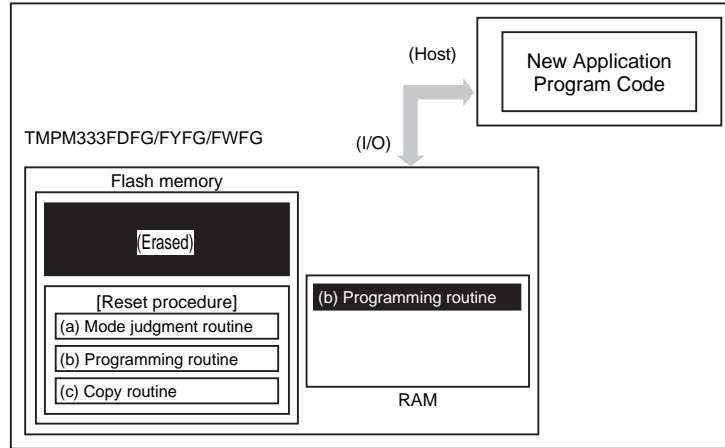 (Host)
New Application
Program Code
TMPM333FDFG/FYFG/FWFG
(I/O)
Flash memory
(Erased)
[Reset procedure]
(a) Mode judgment routine
(b) Programming routine
(c) Copy routine
(b) Programming routine
RAM